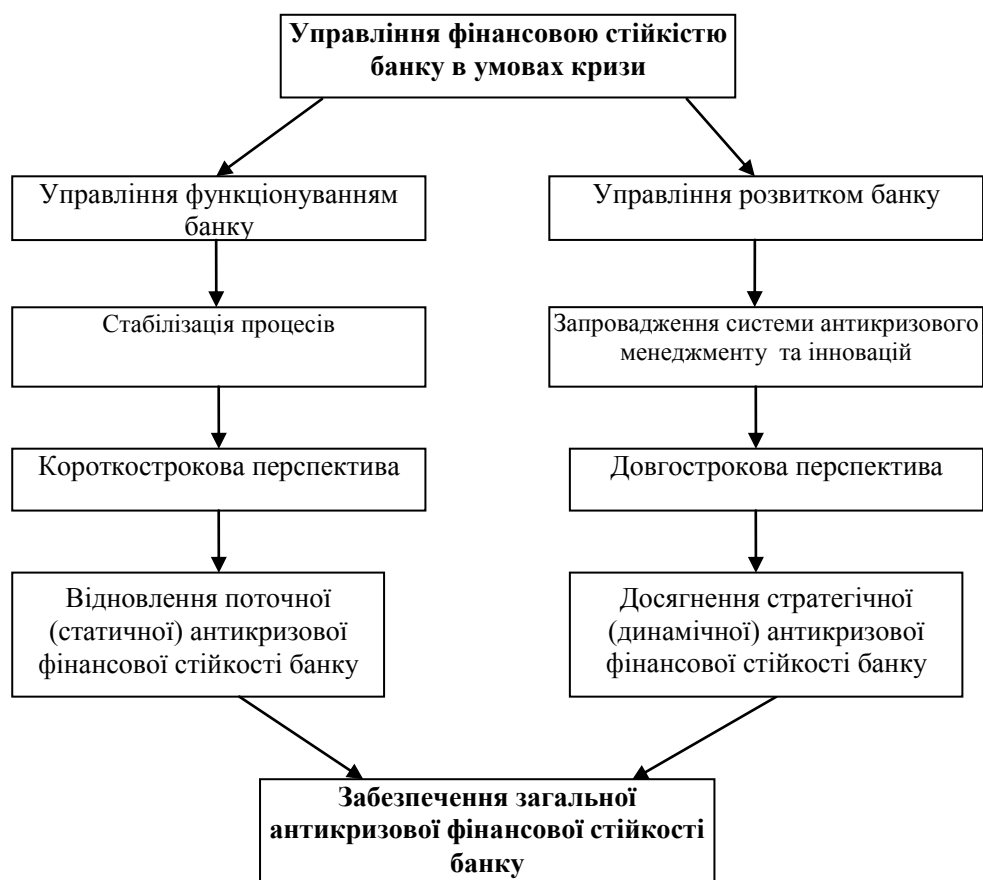 Управління фінансовою стійкістю
банку в умовах кризи
Управління функціонуванням
банку
Управління розвитком банку
Стабілізація процесів
Запровадження системи антикризового
менеджменту та інновацій
Короткострокова перспектива
Довгострокова перспектива
Відновлення поточної
(статичної) антикризової
фінансової стійкості банку
Досягнення стратегічної
(динамічної) антикризової
фінансової стійкості банку
Забезпечення загальної
антикризової фінансової стійкості
банку